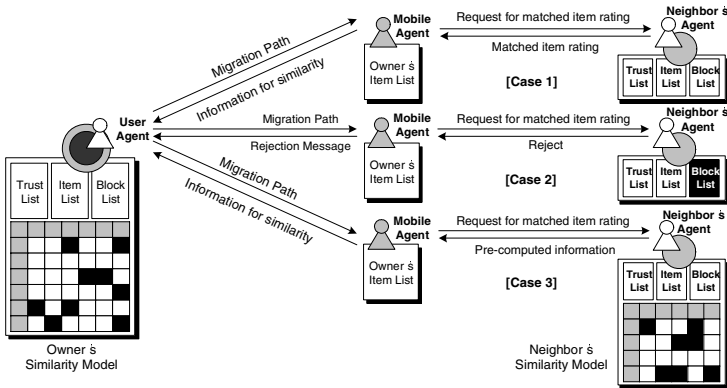 Migration Path
Information for similarity
Mobile
Agent
Owner ṡ
Item List
Request for matched item rating
Matched item rating
[Case 1]
Neighbor ṡ
Agent
Trust
List
Item
List
Block
List
User
Agent
Migration Path
Rejection Message
Mobile
Agent
Owner ṡ
Item List
Request for matched item rating
Reject
[Case 2]
Neighbor ṡ
Agent
Trust
List
Item
List
Block
List
Trust
List
Item
List
Block
List
Owner ṡ
Similarity Model
Migration Path
Information for similarity
Mobile
Agent
Owner ṡ
Item List
Request for matched item rating
Pre-computed information
[Case 3]
Neighbor ṡ
Agent
Trust
List
Item
List
Block
List
Neighbor ṡ
Similarity Model